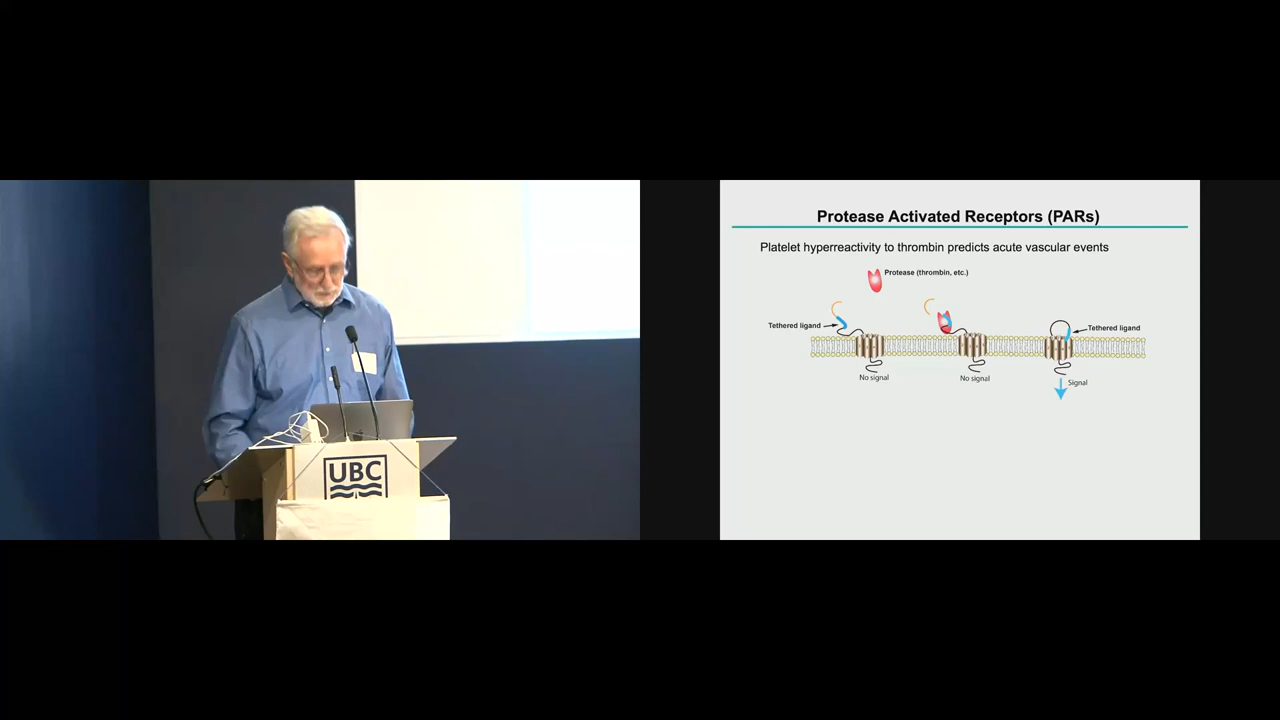 UBC
Protease Activated Receptors (PARs)
Platelet hyperreactivity to thrombin predicts acute vascular events
Protease (thrombin, etc.)
Tethered ligand
Tethered ligand
No signal
No signal
Signal